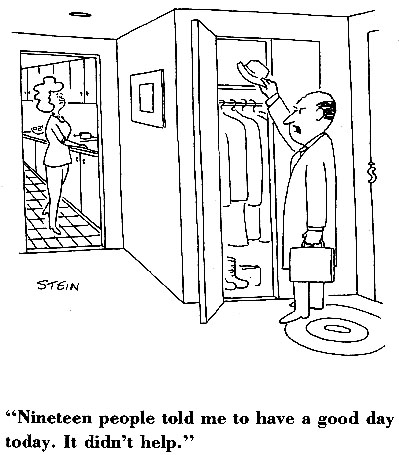 STEIN
“Nineteen people told me to have a good day
today. It didn’t help.”